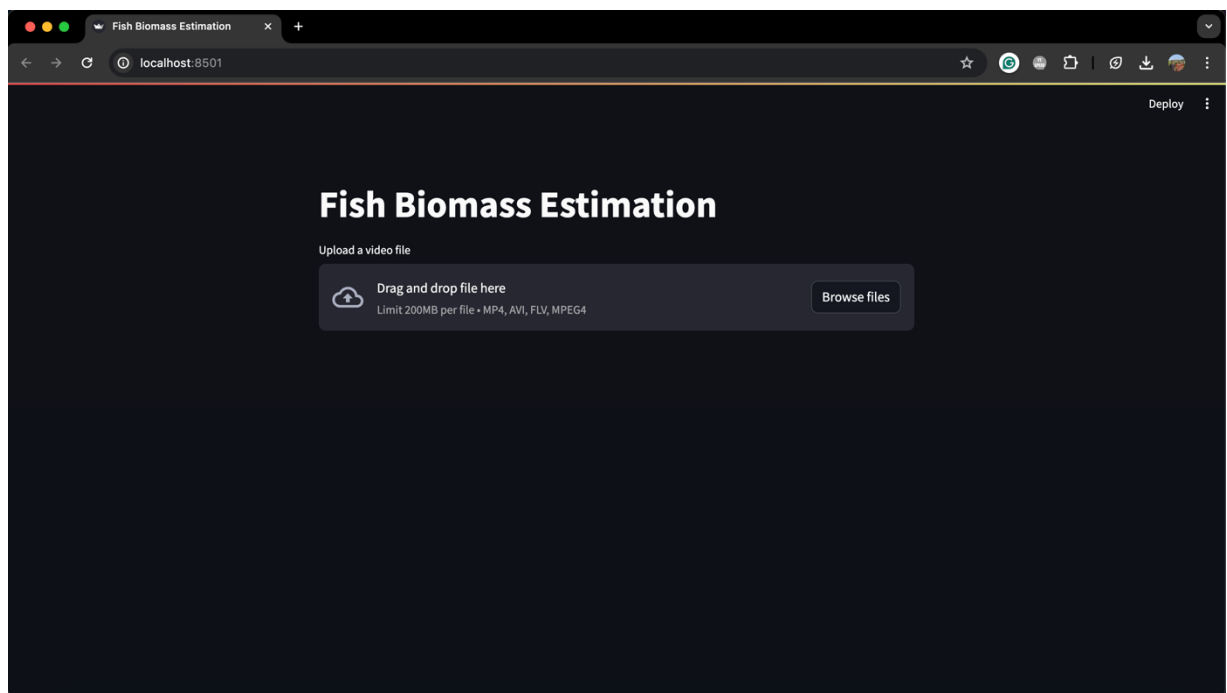 Fish Biomass Estimation
localhost:8501
Deploy
Fish Biomass Estimation
Upload a video file
Drag and drop file here
Limit 200MB per file • MP4, AVI, FLV, MPEG4
Browse files